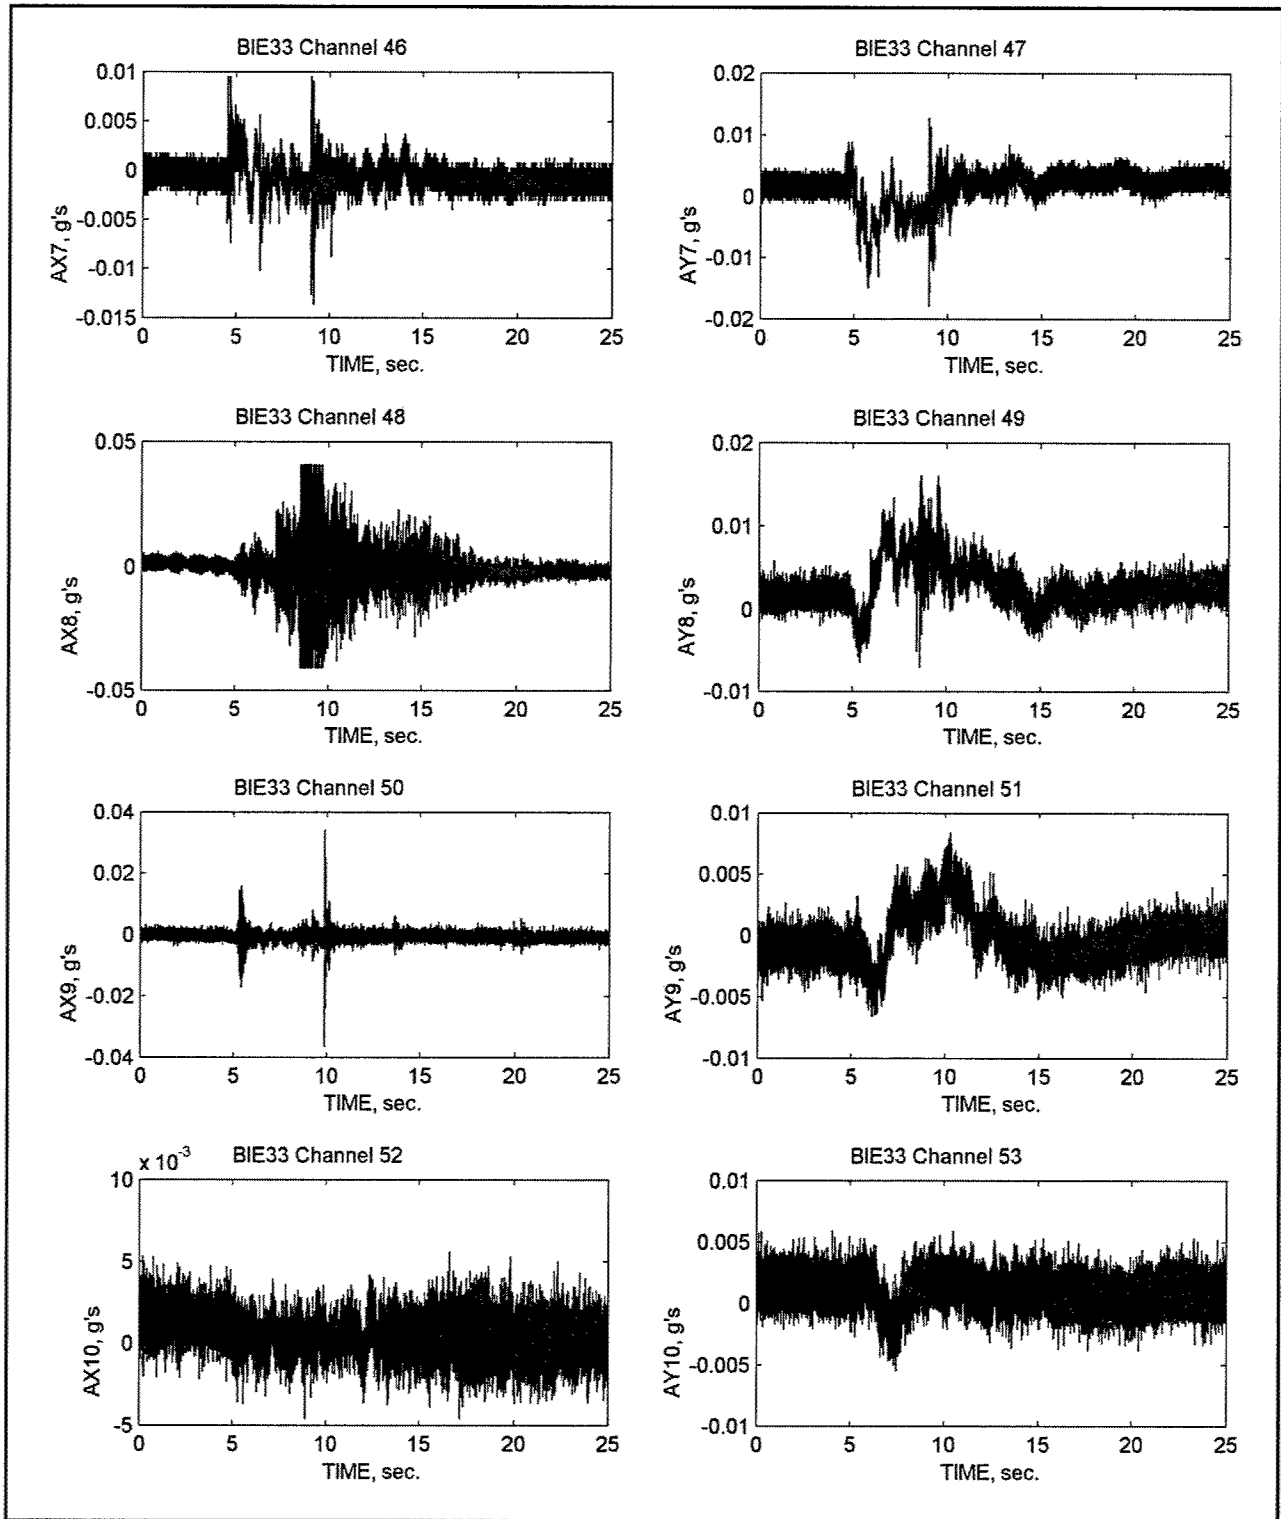 BIE33 Channel 46
0.01
0.005
0
-0.005
-0.01
-0.015
AX7, g's
0 5 10 15 20 25
TIME, sec.
BIE33 Channel 47
0.02
0.01
0
-0.01
-0.02
AY7, g's
0 5 10 15 20 25
TIME, sec.
BIE33 Channel 48
0.05
0
-0.05
AX8, g's
0 5 10 15 20 25
TIME, sec.
BIE33 Channel 49
0.02
0.01
0
-0.01
AY8, g's
0 5 10 15 20 25
TIME, sec.
BIE33 Channel 50
0.04
0.02
0
-0.02
-0.04
AX9, g's
0 5 10 15 20 25
TIME, sec.
BIE33 Channel 51
0.01
0.005
0
-0.005
-0.01
AY9, g's
0 5 10 15 20 25
TIME, sec.
BIE33 Channel 52
x 10⁻³
10
5
0
-5
AX10, g's
0 5 10 15 20 25
TIME, sec.
BIE33 Channel 53
0.01
0.005
0
-0.005
-0.01
AY10, g's
0 5 10 15 20 25
TIME, sec.